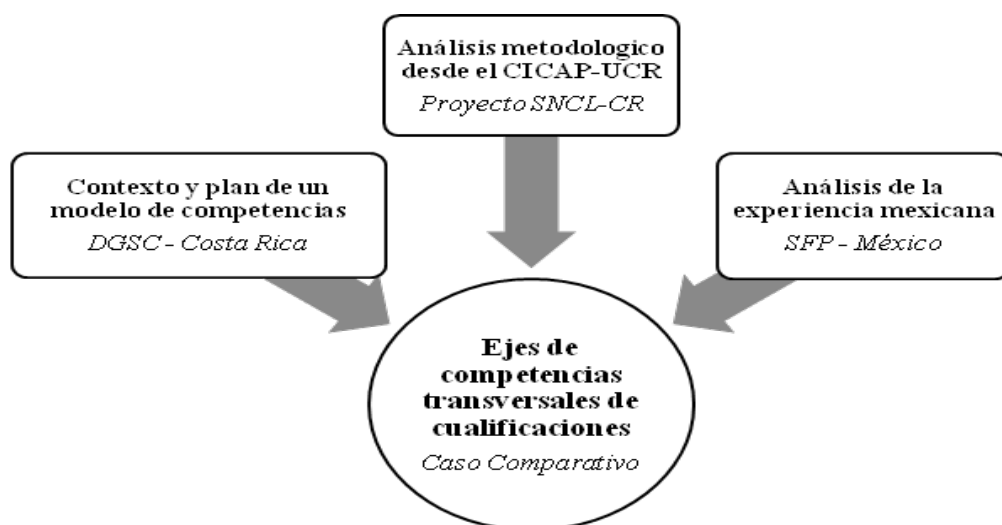 Análisis metodologico
desde el CICAP-UCR
Proyecto SNCL-CR
Contexto y plan de un
modelo de competencias
DGSC - Costa Rica
Análisis de la
experiencia mexicana
SFP - México
Ejes de
competencias
transversales de
cualificaciones
Caso Comparativo